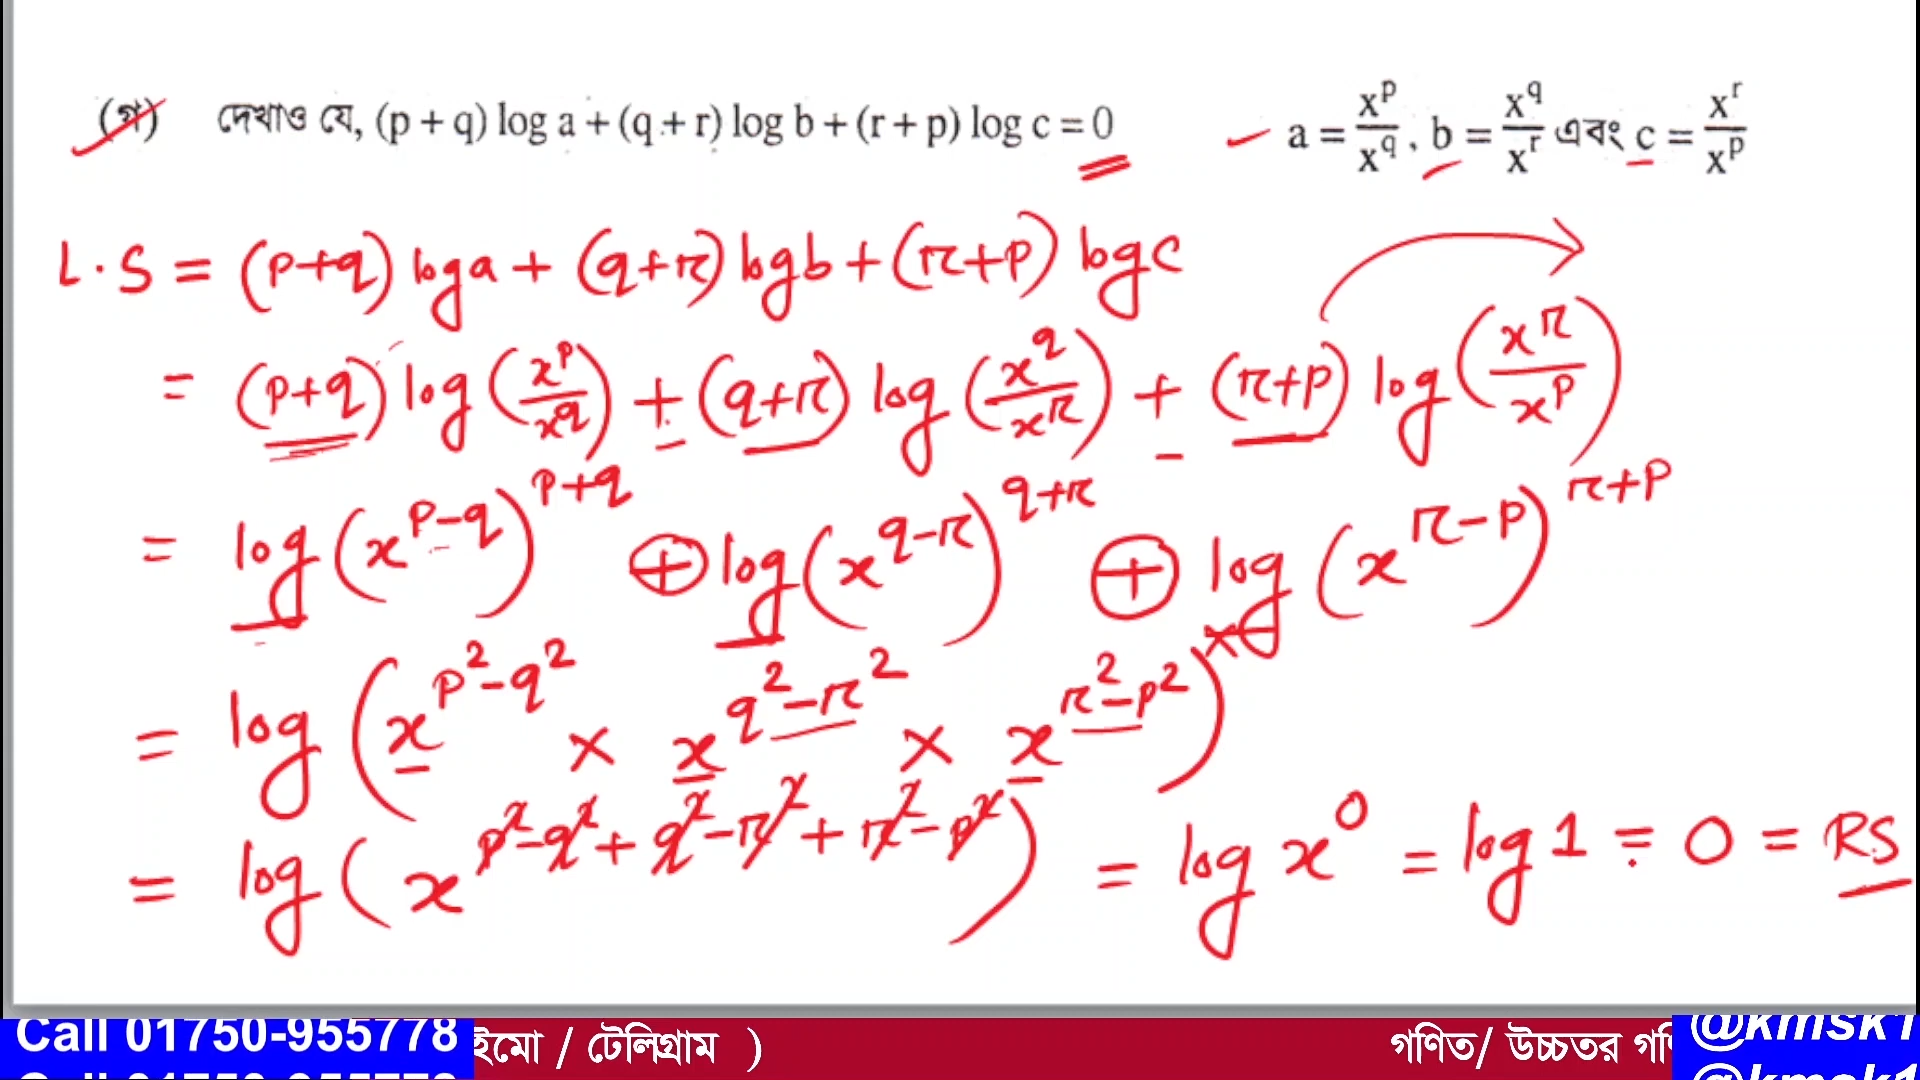 (গ) দেখাও যে, (p + q) log a + (q + r) log b + (r + p) log c = 0 a = x^p/x^q, b = x^q/x^r এবং c = x^r/x^p
L.S = (p+q) log a + (q+r) log b + (r+p) log c
= (p+q) log (x^p/x^q) + (q+r) log (x^q/x^r) + (r+p) log (x^r/x^p)
= log (x^(p-q))^(p+q) + log (x^(q-r))^(q+r) + log (x^(r-p))^(r+p)
= log (x^(p²-q²) × x^(q²-r²) × x^(r²-p²))
= log (x^(p²-q²+q²-r²+r²-p²)) = log x^0 = log 1 = 0 = RS
Call 01750-955778 ইমো / টেলিগ্রাম ) গণিত/ উচ্চতর @kmsk1